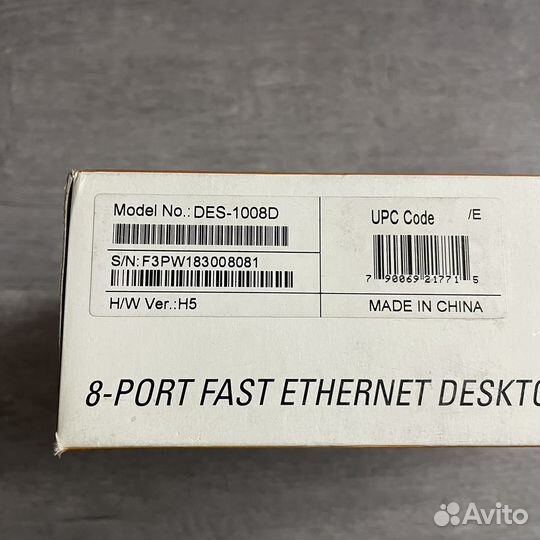 Model No.: DES-1008D
S/N: F3PW183008081
H/W Ver.: H5
UPC Code /E
7 90069 21771 5
MADE IN CHINA
8-PORT FAST ETHERNET DESKTO
Avito